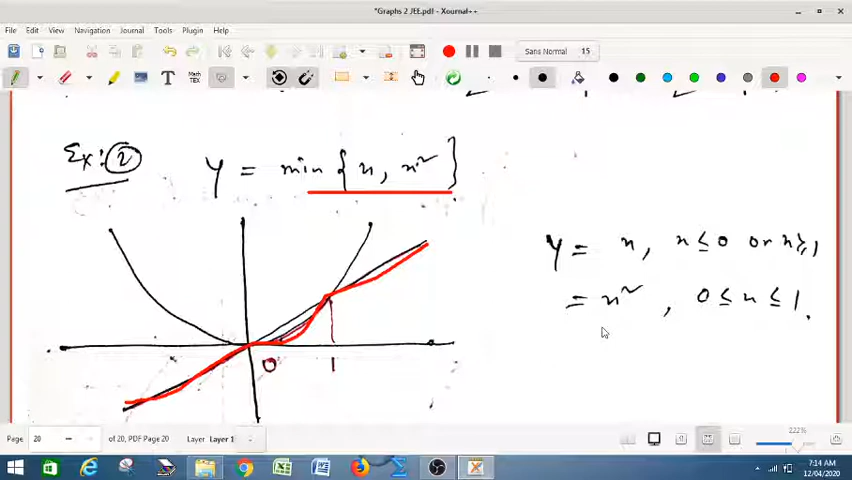 *Graphs 2 JEE.pdf - Xournal++
File Edit View Navigation Journal Tools Plugin Help
Sans Normal 15
T Math TEX
Ex: 2 y = min {x, x²}
y = x, x ≤ 0 or x ≥ 1
= x², 0 ≤ x ≤ 1.
0 1
222%
Page 20 of 20, PDF Page 20 Layer Layer 1
7:14 AM
12/04/2020